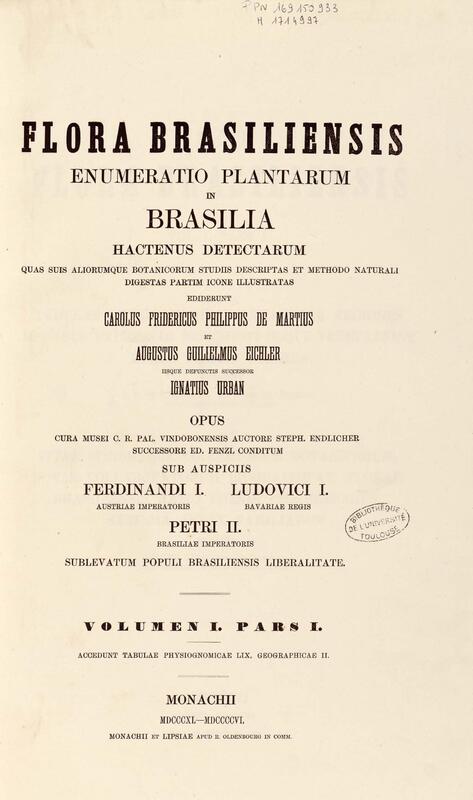 PPN 169150933
H 1714997
FLORA BRASILIENSIS
ENUMERATIO PLANTARUM
IN
BRASILIA
HACTENUS DETECTARUM
QUAS SUIS ALIORUMQUE BOTANICORUM STUDIIS DESCRIPTAS ET METHODO NATURALI
DIGESTAS PARTIM ICONE ILLUSTRATAS
EDIDERUNT
CAROLUS FRIDERICUS PHILIPPUS DE MARTIUS
ET
AUGUSTUS GUILIELMUS EICHLER
IISQUE DEFUNCTIS SUCCESSOR
IGNATIUS URBAN
OPUS
CURA MUSEI C. R. PAL. VINDOBONENSIS AUCTORE STEPH. ENDLICHER
SUCCESSORE ED. FENZL CONDITUM
SUB AUSPICIIS
FERDINANDI I. LUDOVICI I.
AUSTRIAE IMPERATORIS BAVARIAE REGIS
PETRI II.
BRASILIAE IMPERATORIS
SUBLEVATUM POPULI BRASILIENSIS LIBERALITATE.
BIBLIOTHÈQUE
DE L'UNIVERSITÉ
TOULOUSE
VOLUMEN I. PARS I.
ACCEDUNT TABULAE PHYSIOGNOMICAE LIX, GEOGRAPHICAE II.
MONACHII
MDCCCXL—MDCCCCVI.
MONACHII ET LIPSIAE APUD R. OLDENBOURG IN COMM.